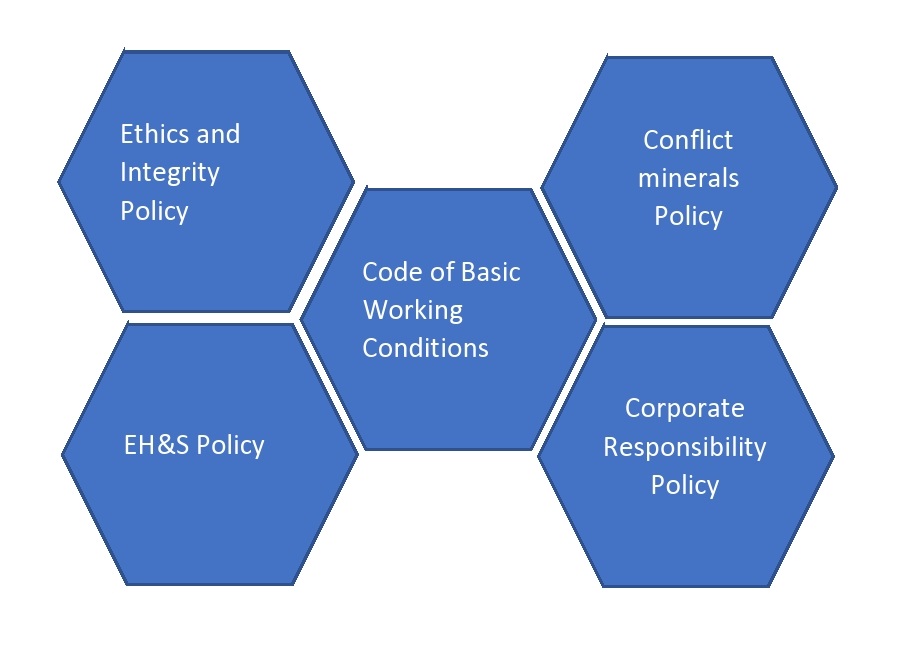 Ethics and
Integrity
Policy
Conflict
minerals
Policy
Code of Basic
Working
Conditions
EH&S Policy
Corporate
Responsibility
Policy